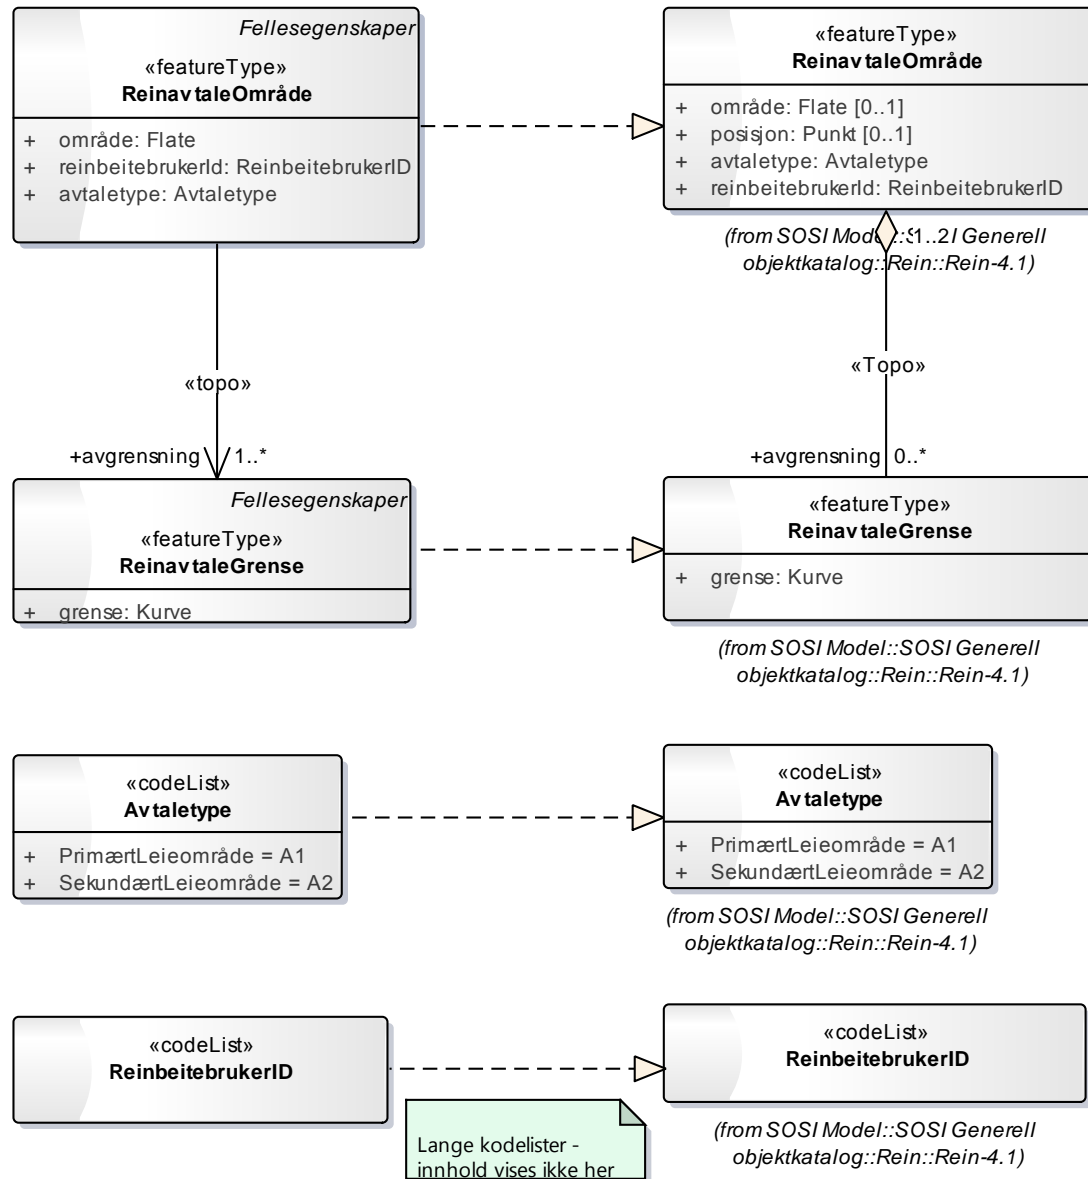 Fellesegenskaper
«featureType»
ReinavtaleOmråde
+ område: Flate
+ reinbeitebrukerId: ReinbeitebrukerID
+ avtaletype: Avtaletype
«featureType»
ReinavtaleOmråde
+ område: Flate [0..1]
+ posisjon: Punkt [0..1]
+ avtaletype: Avtaletype
+ reinbeitebrukerId: ReinbeitebrukerID
(from SOSI Model::S1..2I Generell
objektkatalog::Rein::Rein-4.1)
«topo»
+avgrensning 1..*
«Topo»
+avgrensning 0..*
Fellesegenskaper
«featureType»
ReinavtaleGrense
+ grense: Kurve
«featureType»
ReinavtaleGrense
+ grense: Kurve
(from SOSI Model::SOSI Generell
objektkatalog::Rein::Rein-4.1)
«codeList»
Avtaletype
+ PrimærtLeieområde = A1
+ SekundærtLeieområde = A2
«codeList»
Avtaletype
+ PrimærtLeieområde = A1
+ SekundærtLeieområde = A2
(from SOSI Model::SOSI Generell
objektkatalog::Rein::Rein-4.1)
«codeList»
ReinbeitebrukerID
«codeList»
ReinbeitebrukerID
(from SOSI Model::SOSI Generell
objektkatalog::Rein::Rein-4.1)
Lange kodelister -
innhold vises ikke her